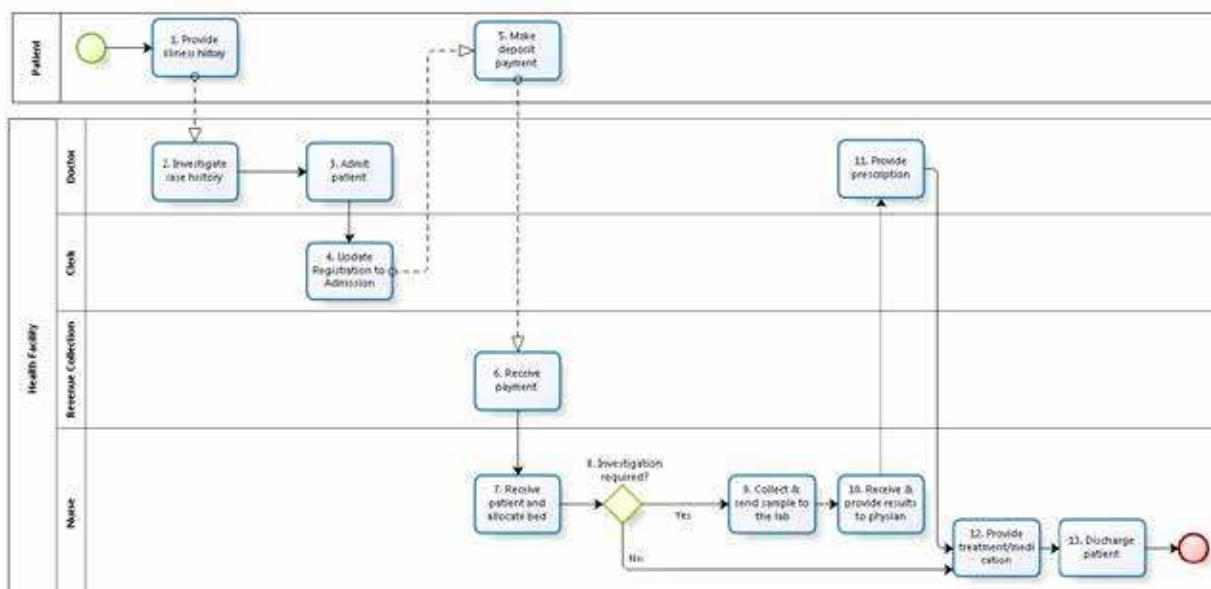 Patient
1. Provide
illness history
5. Make
deposit
payment
Health Facility
Doctor
2. Investigate
case history
3. Admit
patient
11. Provide
prescription
Clerk
4. Update
Registration to
Admission
Revenue Collection
6. Receive
payment
Nurse
7. Receive
patient and
allocate bed
8. Investigation
required?
Yes
No
9. Collect &
send sample to
the lab
10. Receive &
provide results
to physian
12. Provide
treatment/medi
cation
13. Discharge
patient